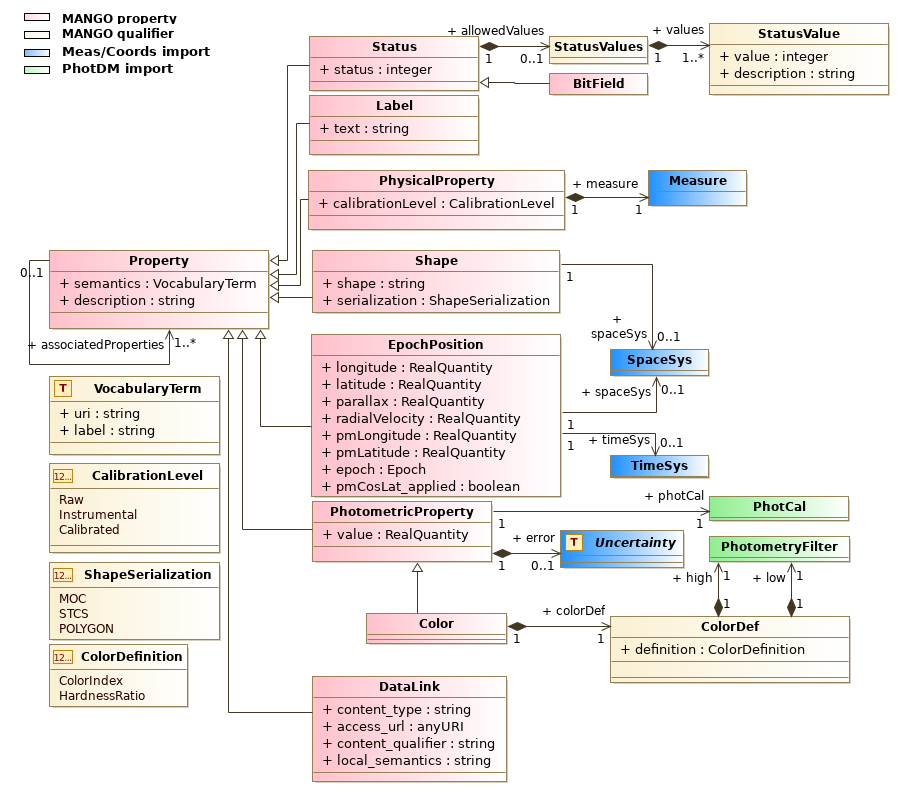 MANGO property
MANGO qualifier
Meas/Coords import
PhotDM import
Status
+ status : integer
+ allowedValues
1
0..1
StatusValues
+ values
1
1..*
StatusValue
+ value : integer
+ description : string
BitField
Label
+ text : string
PhysicalProperty
+ calibrationLevel : CalibrationLevel
+ measure
1
1
Measure
Property
+ semantics : VocabularyTerm
+ description : string
0..1
+ associatedProperties
1..*
Shape
+ shape : string
+ serialization : ShapeSerialization
1
+
spaceSys
0..1
SpaceSys
EpochPosition
+ longitude : RealQuantity
+ latitude : RealQuantity
+ parallax : RealQuantity
+ radialVelocity : RealQuantity
+ pmLongitude : RealQuantity
+ pmLatitude : RealQuantity
+ epoch : Epoch
+ pmCosLat_applied : boolean
+ spaceSys
0..1
1
1
+ timeSys
0..1
TimeSys
T
VocabularyTerm
+ uri : string
+ label : string
12...
CalibrationLevel
Raw
Instrumental
Calibrated
12...
ShapeSerialization
MOC
STCS
POLYGON
12...
ColorDefinition
ColorIndex
HardnessRatio
PhotometricProperty
+ value : RealQuantity
+ photCal
1
1
PhotCal
+ error
1
0..1
T
Uncertainty
PhotometryFilter
+ high
1
+ low
1
1
1
Color
+ colorDef
1
1
ColorDef
+ definition : ColorDefinition
DataLink
+ content_type : string
+ access_url : anyURI
+ content_qualifier : string
+ local_semantics : string